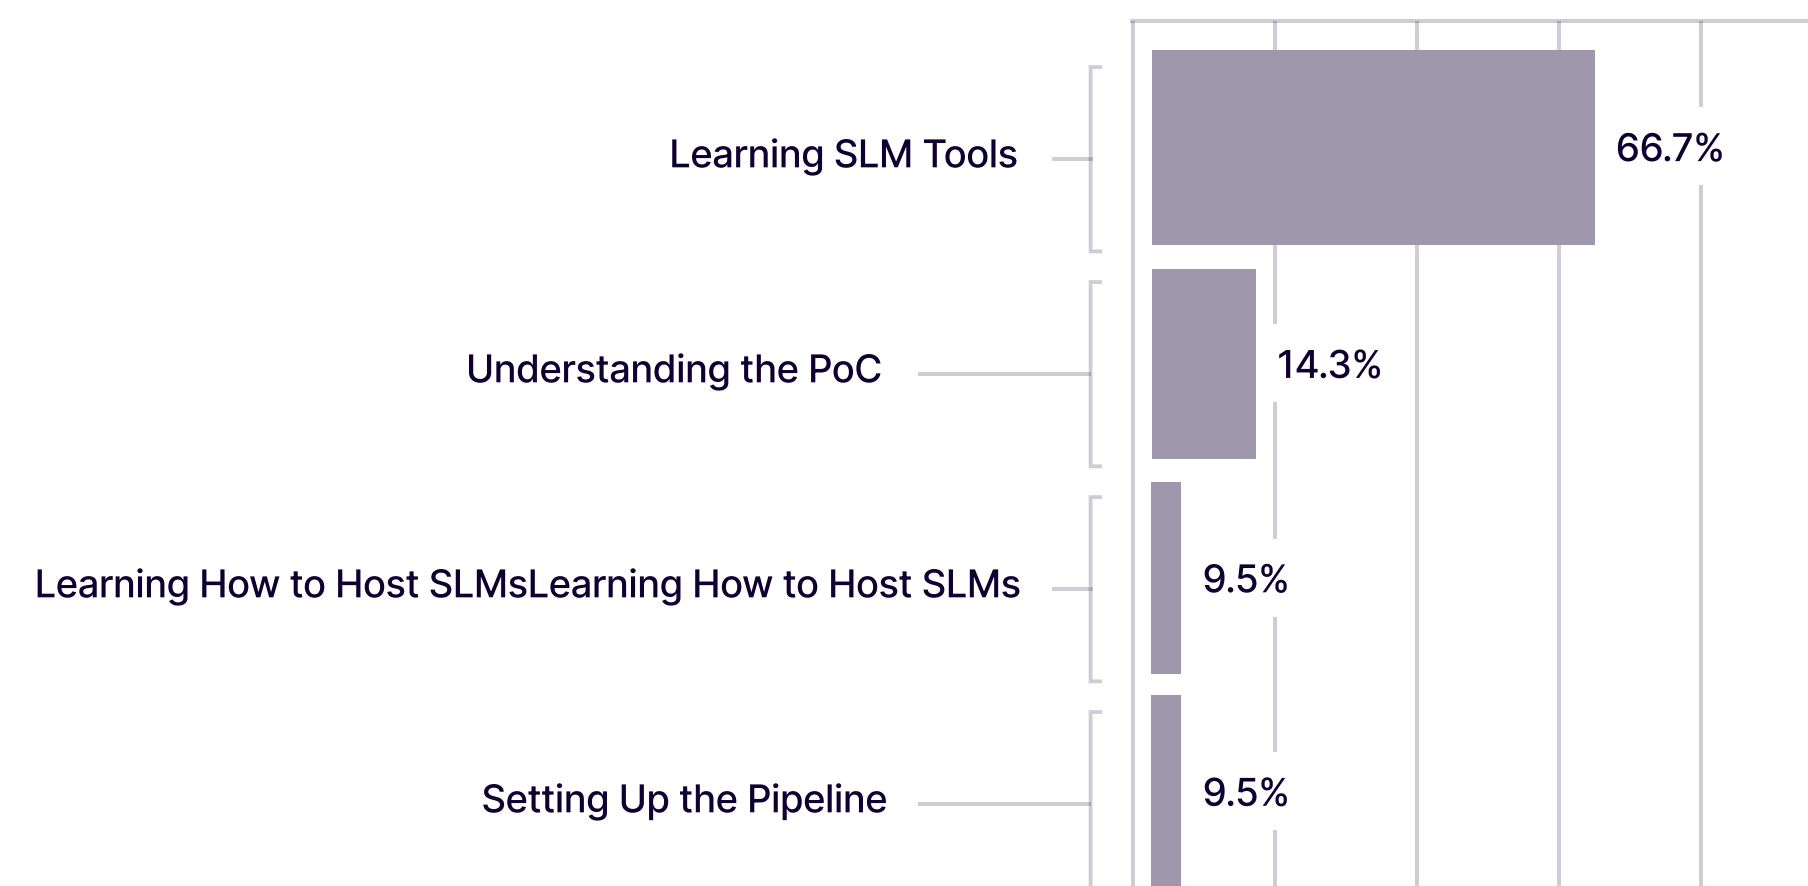 Learning SLM Tools
66.7%
Understanding the PoC
14.3%
Learning How to Host SLMsLearning How to Host SLMs
9.5%
Setting Up the Pipeline
9.5%